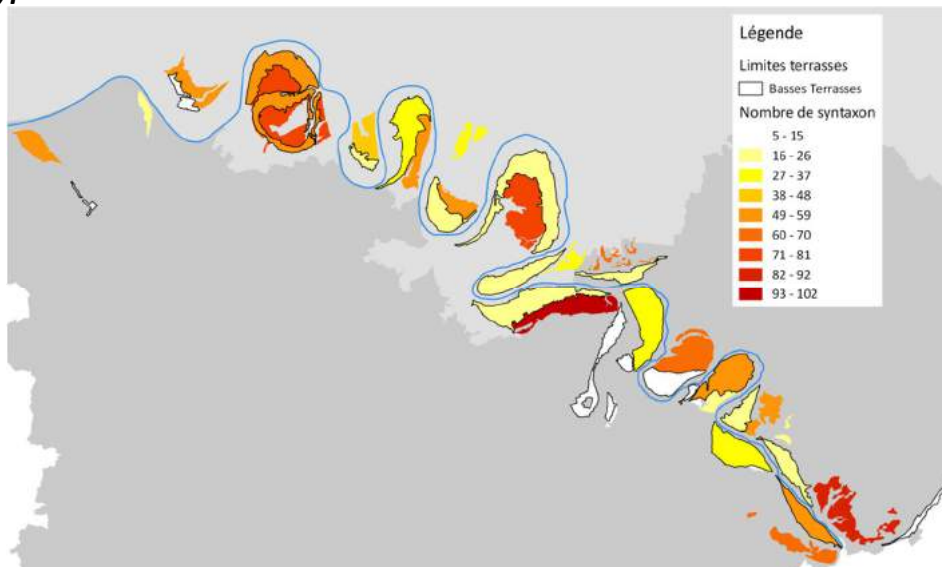 Légende
Limites terrasses
Basses Terrasses
Nombre de syntaxon
5 - 15
16 - 26
27 - 37
38 - 48
49 - 59
60 - 70
71 - 81
82 - 92
93 - 102